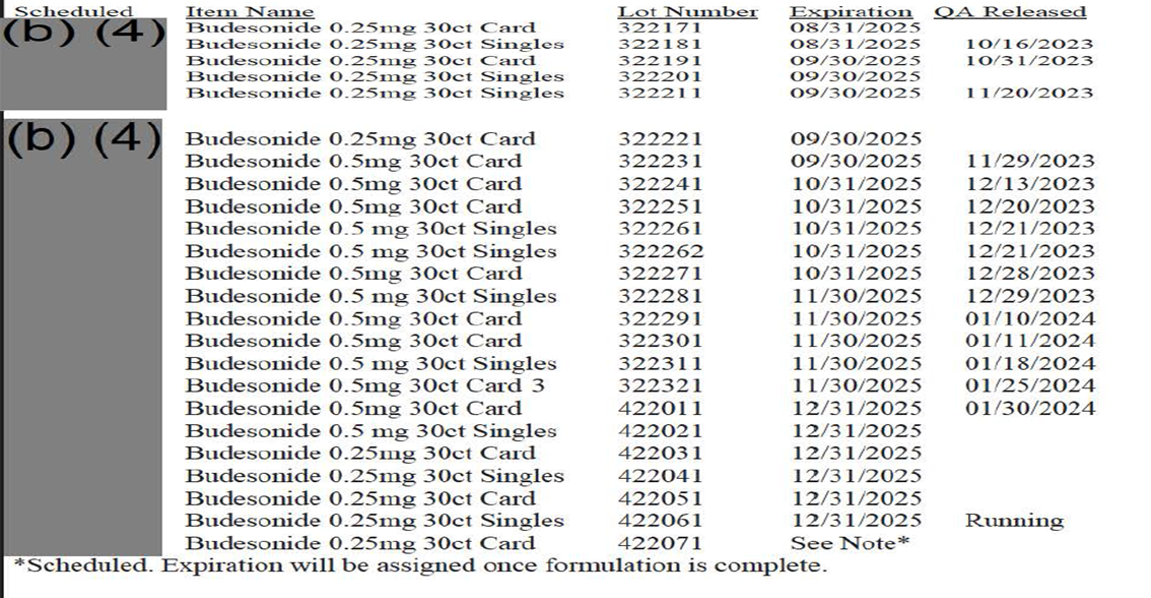 Scheduled Item Name Lot Number Expiration QA Released
(b) (4) Budesonide 0.25mg 30ct Card 322171 08/31/2025
Budesonide 0.25mg 30ct Singles 322181 08/31/2025 10/16/2023
Budesonide 0.25mg 30ct Card 322191 09/30/2025 10/31/2023
Budesonide 0.25mg 30ct Singles 322201 09/30/2025
Budesonide 0.25mg 30ct Singles 322211 09/30/2025 11/20/2023
(b) (4) Budesonide 0.25mg 30ct Card 322221 09/30/2025
Budesonide 0.5mg 30ct Card 322231 09/30/2025 11/29/2023
Budesonide 0.5mg 30ct Card 322241 10/31/2025 12/13/2023
Budesonide 0.5mg 30ct Card 322251 10/31/2025 12/20/2023
Budesonide 0.5 mg 30ct Singles 322261 10/31/2025 12/21/2023
Budesonide 0.5 mg 30ct Singles 322262 10/31/2025 12/21/2023
Budesonide 0.5mg 30ct Card 322271 10/31/2025 12/28/2023
Budesonide 0.5 mg 30ct Singles 322281 11/30/2025 12/29/2023
Budesonide 0.5mg 30ct Card 322291 11/30/2025 01/10/2024
Budesonide 0.5mg 30ct Card 322301 11/30/2025 01/11/2024
Budesonide 0.5 mg 30ct Singles 322311 11/30/2025 01/18/2024
Budesonide 0.5mg 30ct Card 3 322321 11/30/2025 01/25/2024
Budesonide 0.5mg 30ct Card 422011 12/31/2025 01/30/2024
Budesonide 0.5 mg 30ct Singles 422021 12/31/2025
Budesonide 0.25mg 30ct Card 422031 12/31/2025
Budesonide 0.25mg 30ct Singles 422041 12/31/2025
Budesonide 0.25mg 30ct Card 422051 12/31/2025
Budesonide 0.25mg 30ct Singles 422061 12/31/2025 Running
Budesonide 0.25mg 30ct Card 422071 See Note*
*Scheduled. Expiration will be assigned once formulation is complete.